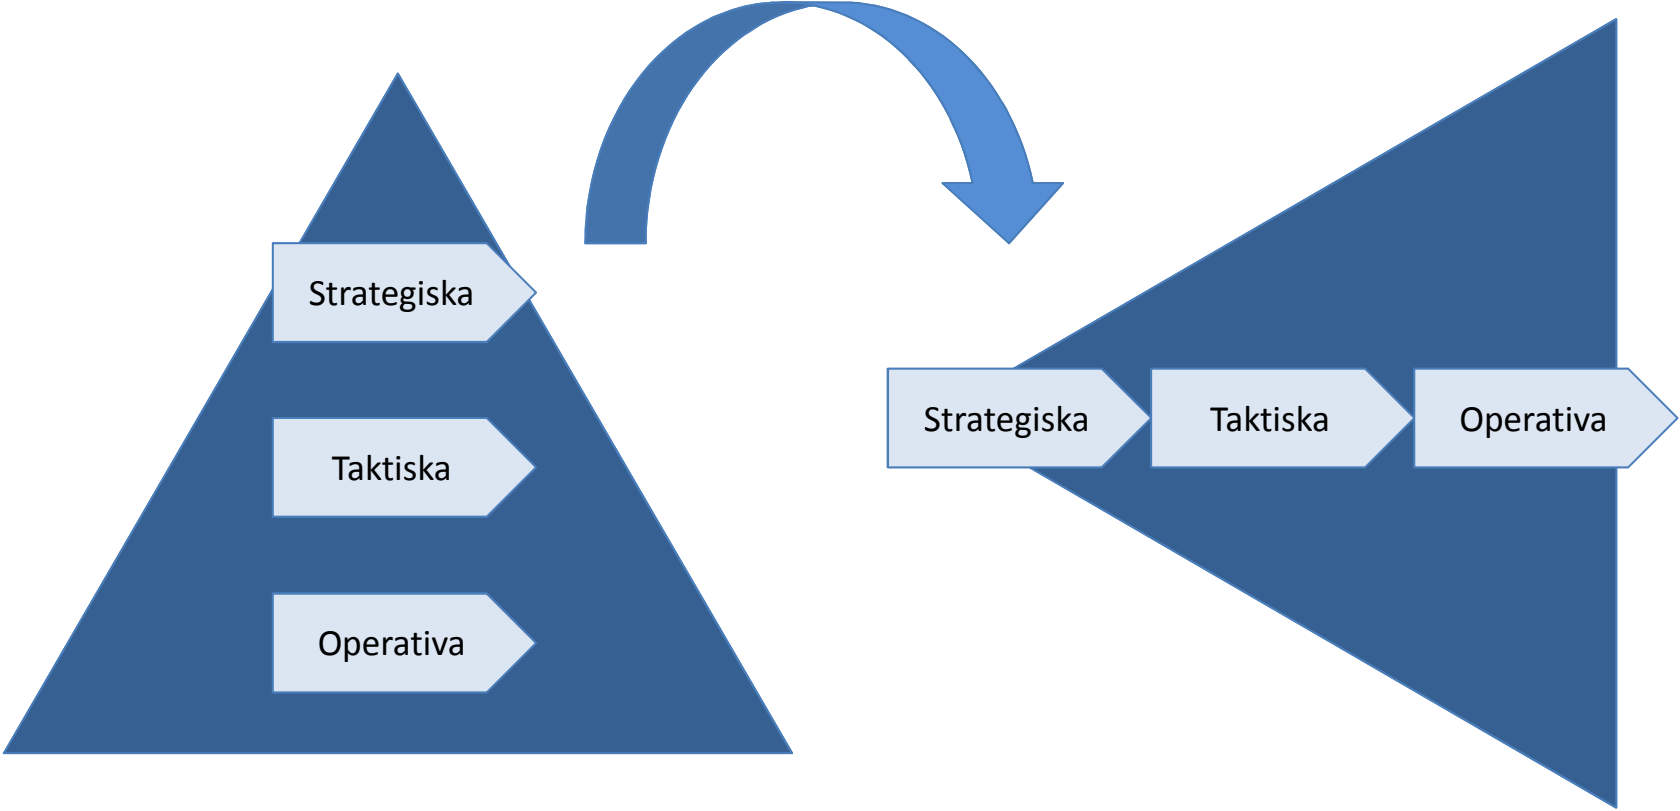 Strategiska
Taktiska
Operativa
Strategiska
Taktiska
Operativa